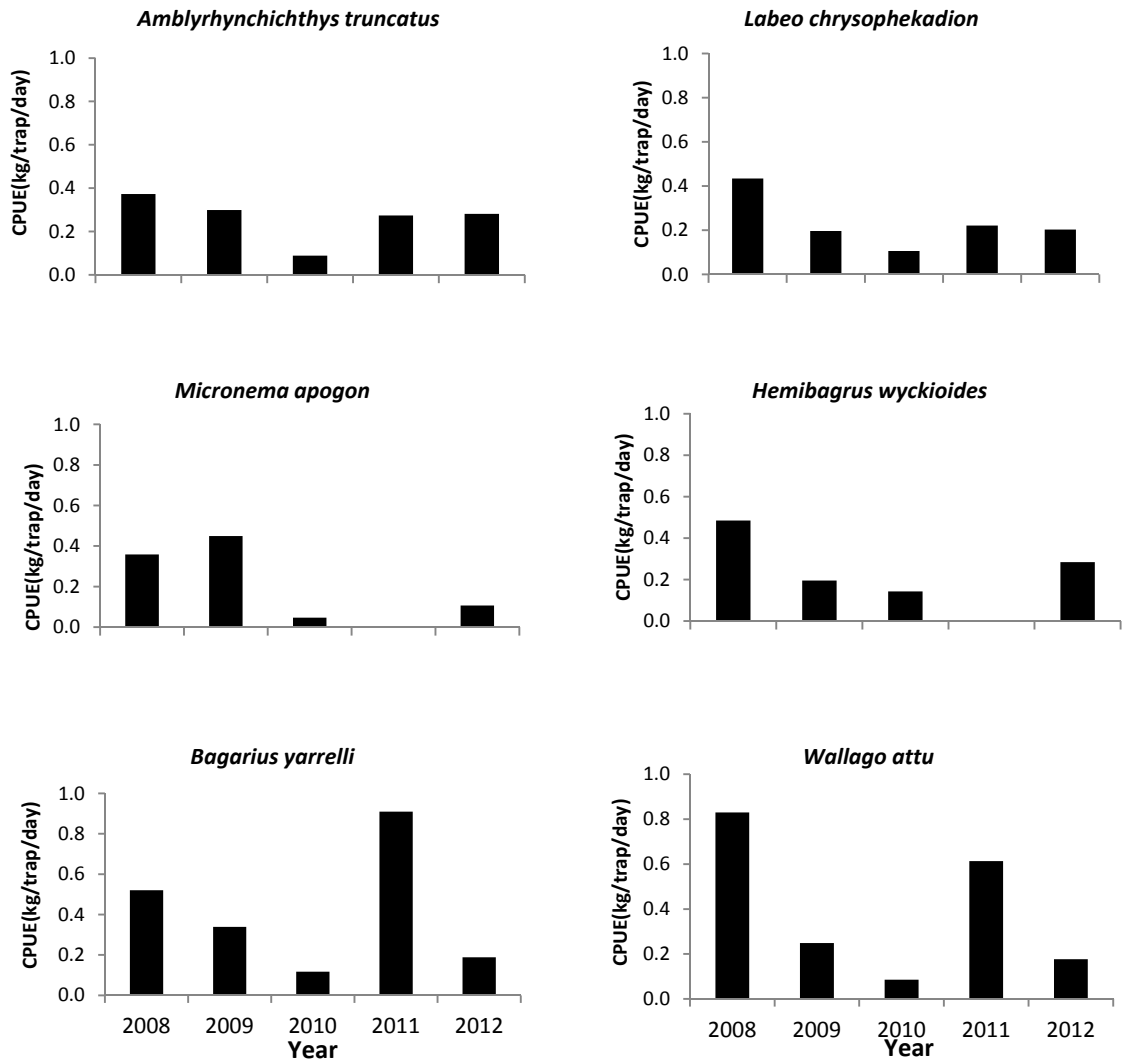 Amblyrhynchichthys truncatus
CPUE(kg/trap/day)
1.0
0.8
0.6
0.4
0.2
0.0
Labeo chrysophekadion
CPUE(kg/trap/day)
1.0
0.8
0.6
0.4
0.2
0.0
Micronema apogon
CPUE(kg/trap/day)
1.0
0.8
0.6
0.4
0.2
0.0
Hemibagrus wyckioides
CPUE(kg/trap/day)
1.0
0.8
0.6
0.4
0.2
0.0
Bagarius yarrelli
CPUE(kg/trap/day)
1.0
0.8
0.6
0.4
0.2
0.0
2008 2009 2010 2011 2012
Year
Wallago attu
CPUE(kg/trap/day)
1.0
0.8
0.6
0.4
0.2
0.0
2008 2009 2010 2011 2012
Year